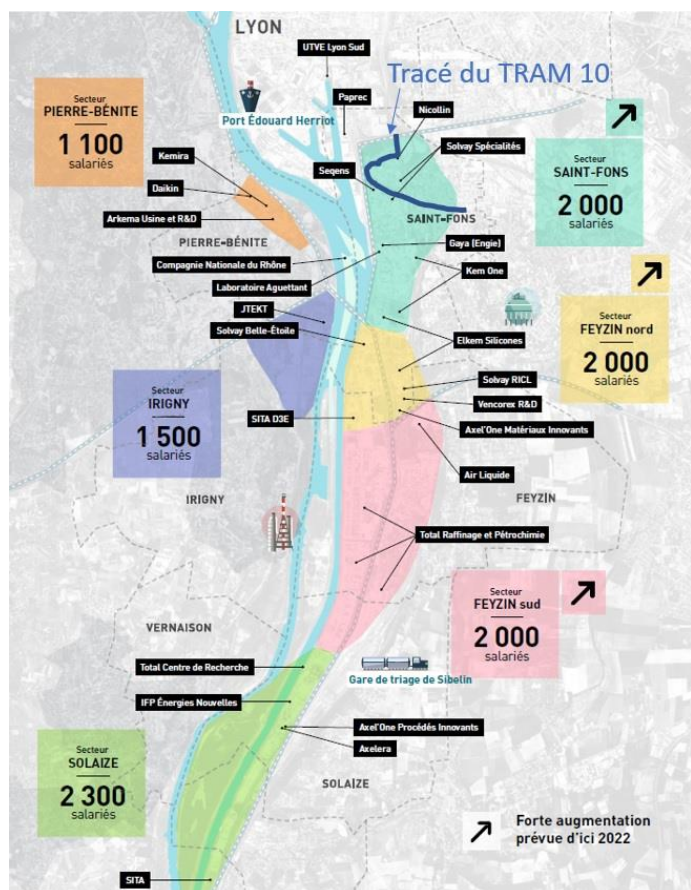 LYON
UTVE Lyon Sud
Tracé du TRAM 10
Secteur
PIERRE-BÉNITE
1 100
salariés
Port Édouard Herriot
Paprec
Nicollin
Solvay Spécialités
Secteur
SAINT-FONS
2 000
salariés
Kemira
Daikin
Arkema Usine et R&D
Seqens
SAINT-FONS
PIERRE-BÉNITE
Gaya (Engie)
Compagnie Nationale du Rhône
Kem One
Laboratoire Aguettant
JTEKT
Solvay Belle-Étoile
Elkem Silicones
Secteur
FEYZIN nord
2 000
salariés
Secteur
IRIGNY
1 500
salariés
Solvay RICL
Vencorex R&D
SITA D3E
Axel'One Matériaux Innovants
Air Liquide
IRIGNY
FEYZIN
Total Raffinage et Pétrochimie
Secteur
FEYZIN sud
2 000
salariés
VERNAISON
Total Centre de Recherche
Gare de triage de Sibelin
IFP Énergies Nouvelles
Axel'One Procédés Innovants
Axelera
Secteur
SOLAIZE
2 300
salariés
SOLAIZE
Forte augmentation
prévue d'ici 2022
SITA